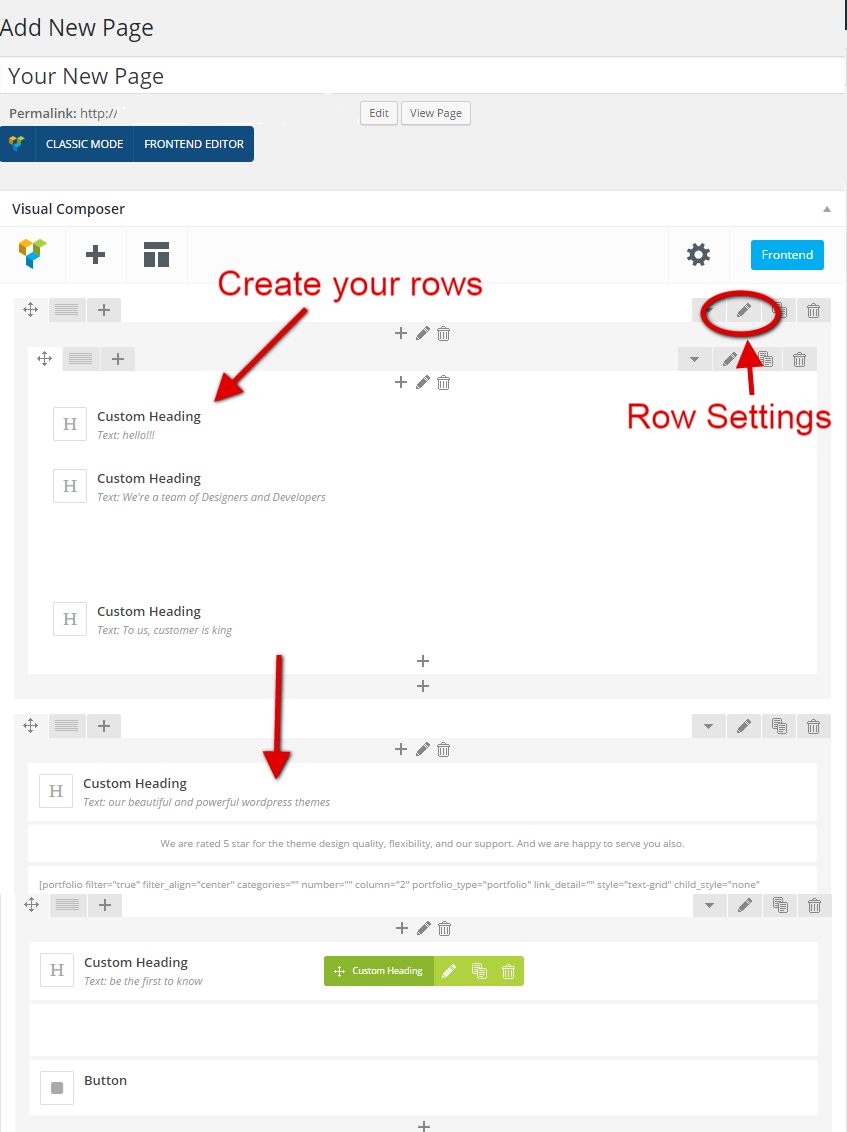 Add New Page
Your New Page
Permalink: http://
Edit
View Page
CLASSIC MODE
FRONTEND EDITOR
Visual Composer
Frontend
Create your rows
Row Settings
H
Custom Heading
Text: hello!!!
H
Custom Heading
Text: We're a team of Designers and Developers
H
Custom Heading
Text: To us, customer is king
H
Custom Heading
Text: our beautiful and powerful wordpress themes
We are rated 5 star for the theme design quality, flexibility, and our support. And we are happy to serve you also.
[portfolio filter="true" filter_align="center" categories="" number="" column="2" portfolio_type="portfolio" link_detail="" style="text-grid" child_style="none"
H
Custom Heading
Text: be the first to know
Custom Heading
Button